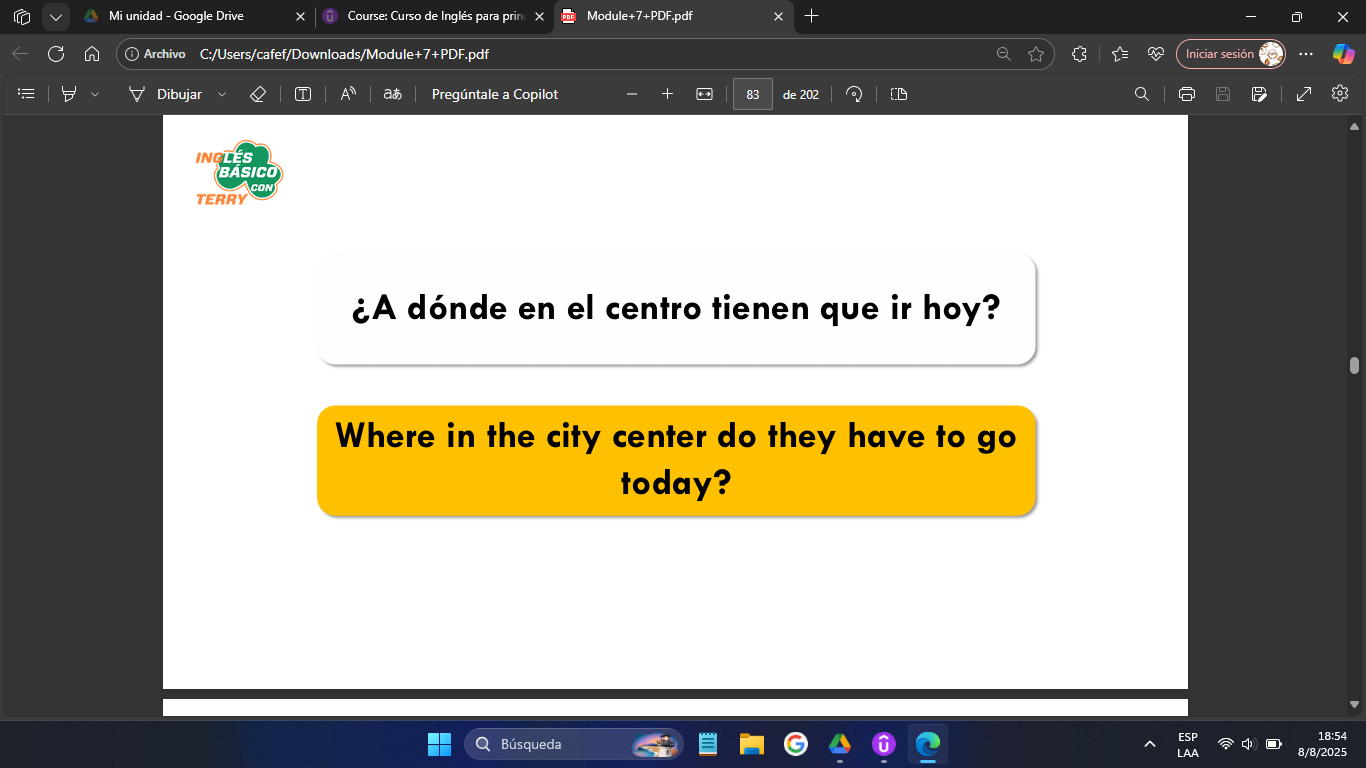 Mi unidad - Google Drive
Course: Curso de Inglés para prin
Module+7+PDF.pdf
Archivo
C:/Users/cafef/Downloads/Module+7+PDF.pdf
Iniciar sesión
Dibujar
aあ
Pregúntale a Copilot
83 de 202
INGLÉS
BÁSICO
CON
TERRY
¿A dónde en el centro tienen que ir hoy?
Where in the city center do they have to go
today?
Búsqueda
ESP
LAA
18:54
8/8/2025